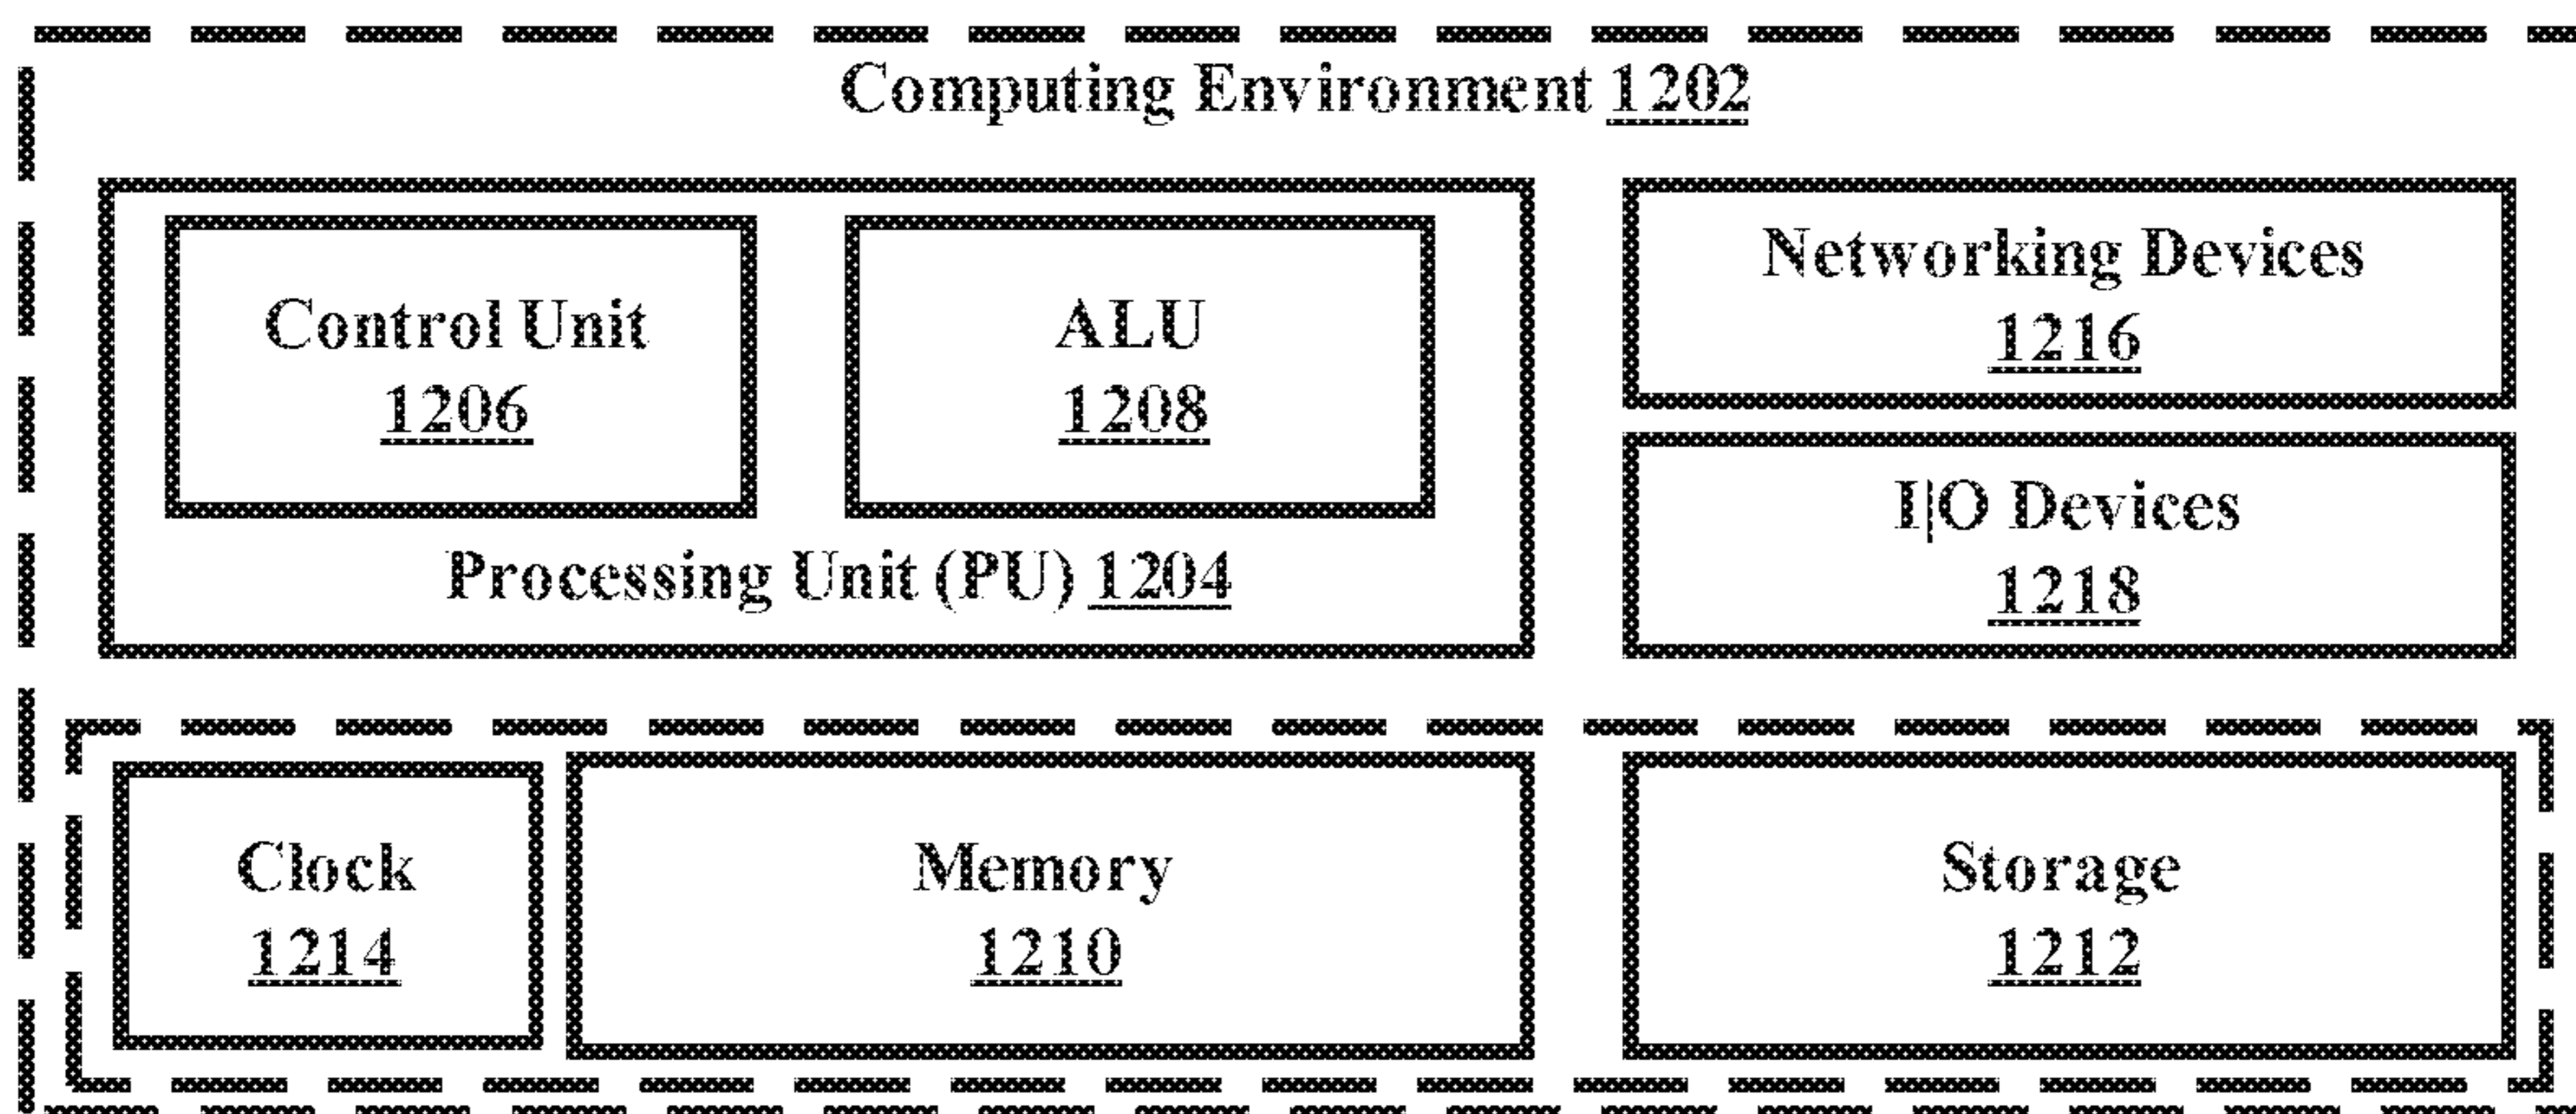 Computing Environment 1202
Control Unit
1206
ALU
1208
Processing Unit (PU) 1204
Networking Devices
1216
I|O Devices
1218
Clock
1214
Memory
1210
Storage
1212